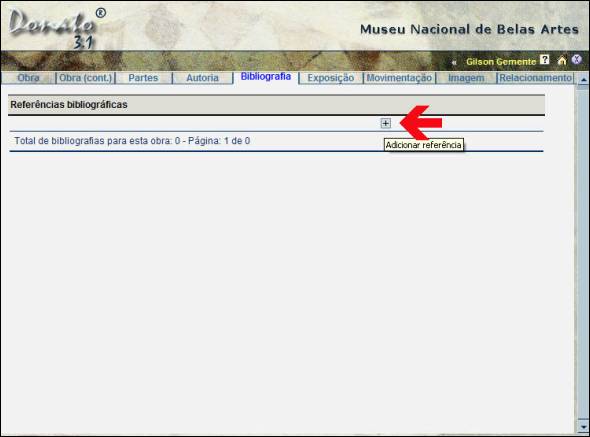 Donato ®
3.1
Museu Nacional de Belas Artes
« Gilson Gemente ? X
Obra Obra (cont.) Partes Autoria Bibliografia Exposição Movimentação Imagem Relacionamento
Referências bibliográficas
+
Adicionar referência
Total de bibliografias para esta obra: 0 - Página: 1 de 0